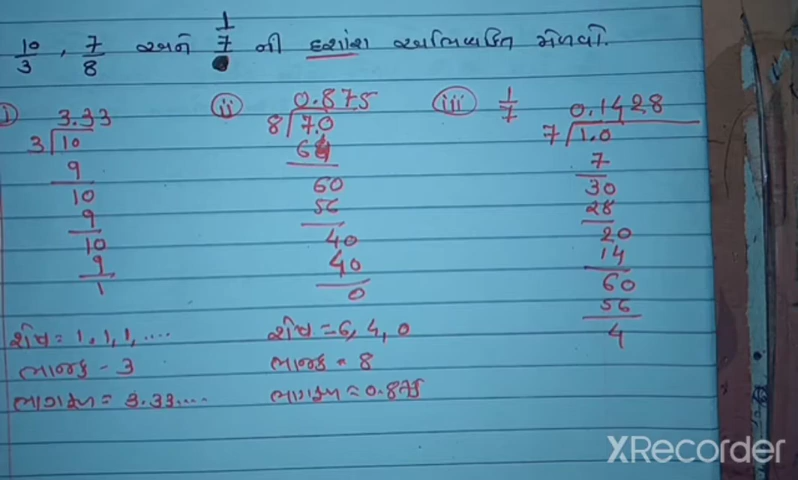 10/3 , 7/8 અને 1/7 ની દશાંશ અભિવ્યક્તિ મેળવો.
i) 3.33
3 10
9
10
9
10
9
1
શેષ = 1, 1, 1, ....
ભાજક - 3
ભાગફળ = 3.33....
ii 0.875
8 7.0
64
60
56
40
40
0
શેષ = 6, 4, 0
ભાજક = 8
ભાગફળ = 0.875
iii 1/7 0.1428
7 1.0
7
30
28
20
14
60
56
4
XRecorder